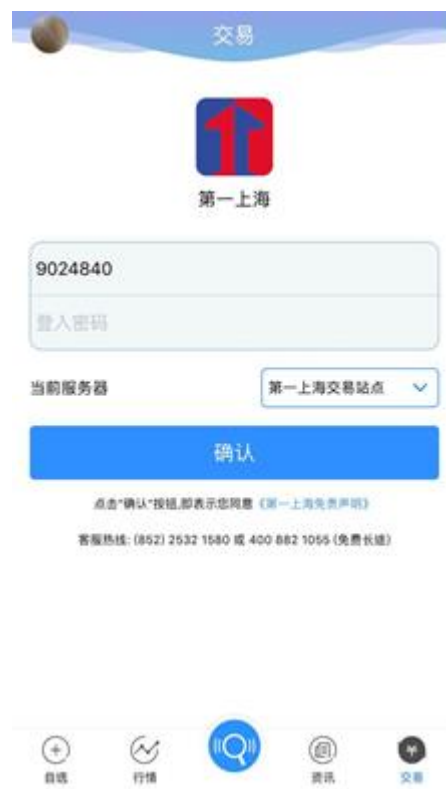 交易
第一上海
9024840
登入密码
当前服务器 第一上海交易站点
确认
点击"确认"按钮,即表示您同意《第一上海免责声明》
客服热线: (852) 2532 1580 或 400 882 1055 (免费长途)
自选 行情 资讯 交易